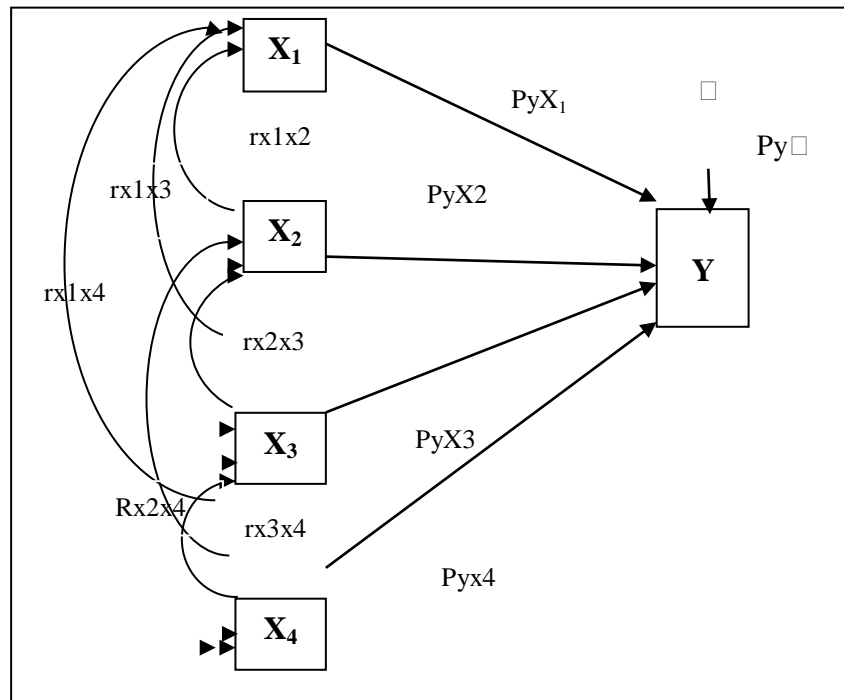 X₁
PyX₁
□
rx1x2
Py□
rx1x3
PyX2
X₂
Y
rx1x4
rx2x3
X₃
PyX3
Rx2x4
rx3x4
Pyx4
X₄